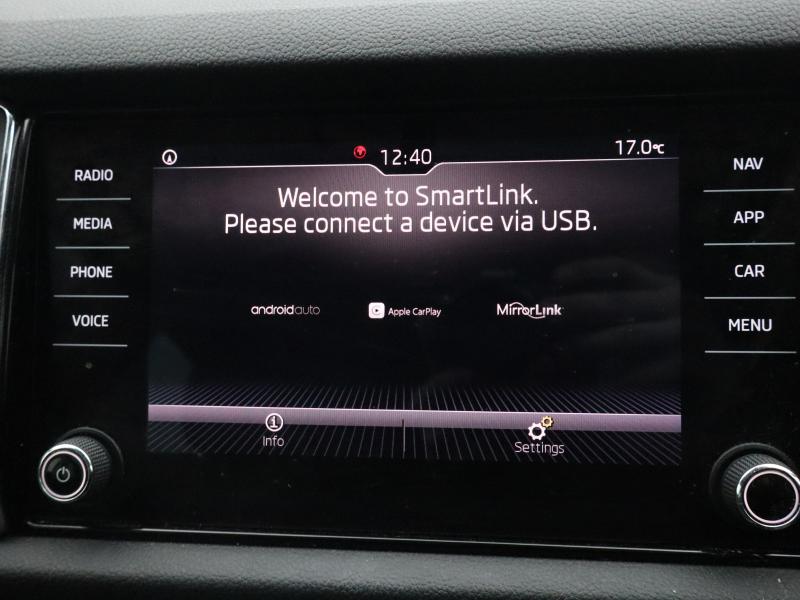 12:40
17.0°C
RADIO
MEDIA
PHONE
VOICE
Welcome to SmartLink.
Please connect a device via USB.
androidauto
Apple CarPlay
MirrorLink
Info
Settings
NAV
APP
CAR
MENU